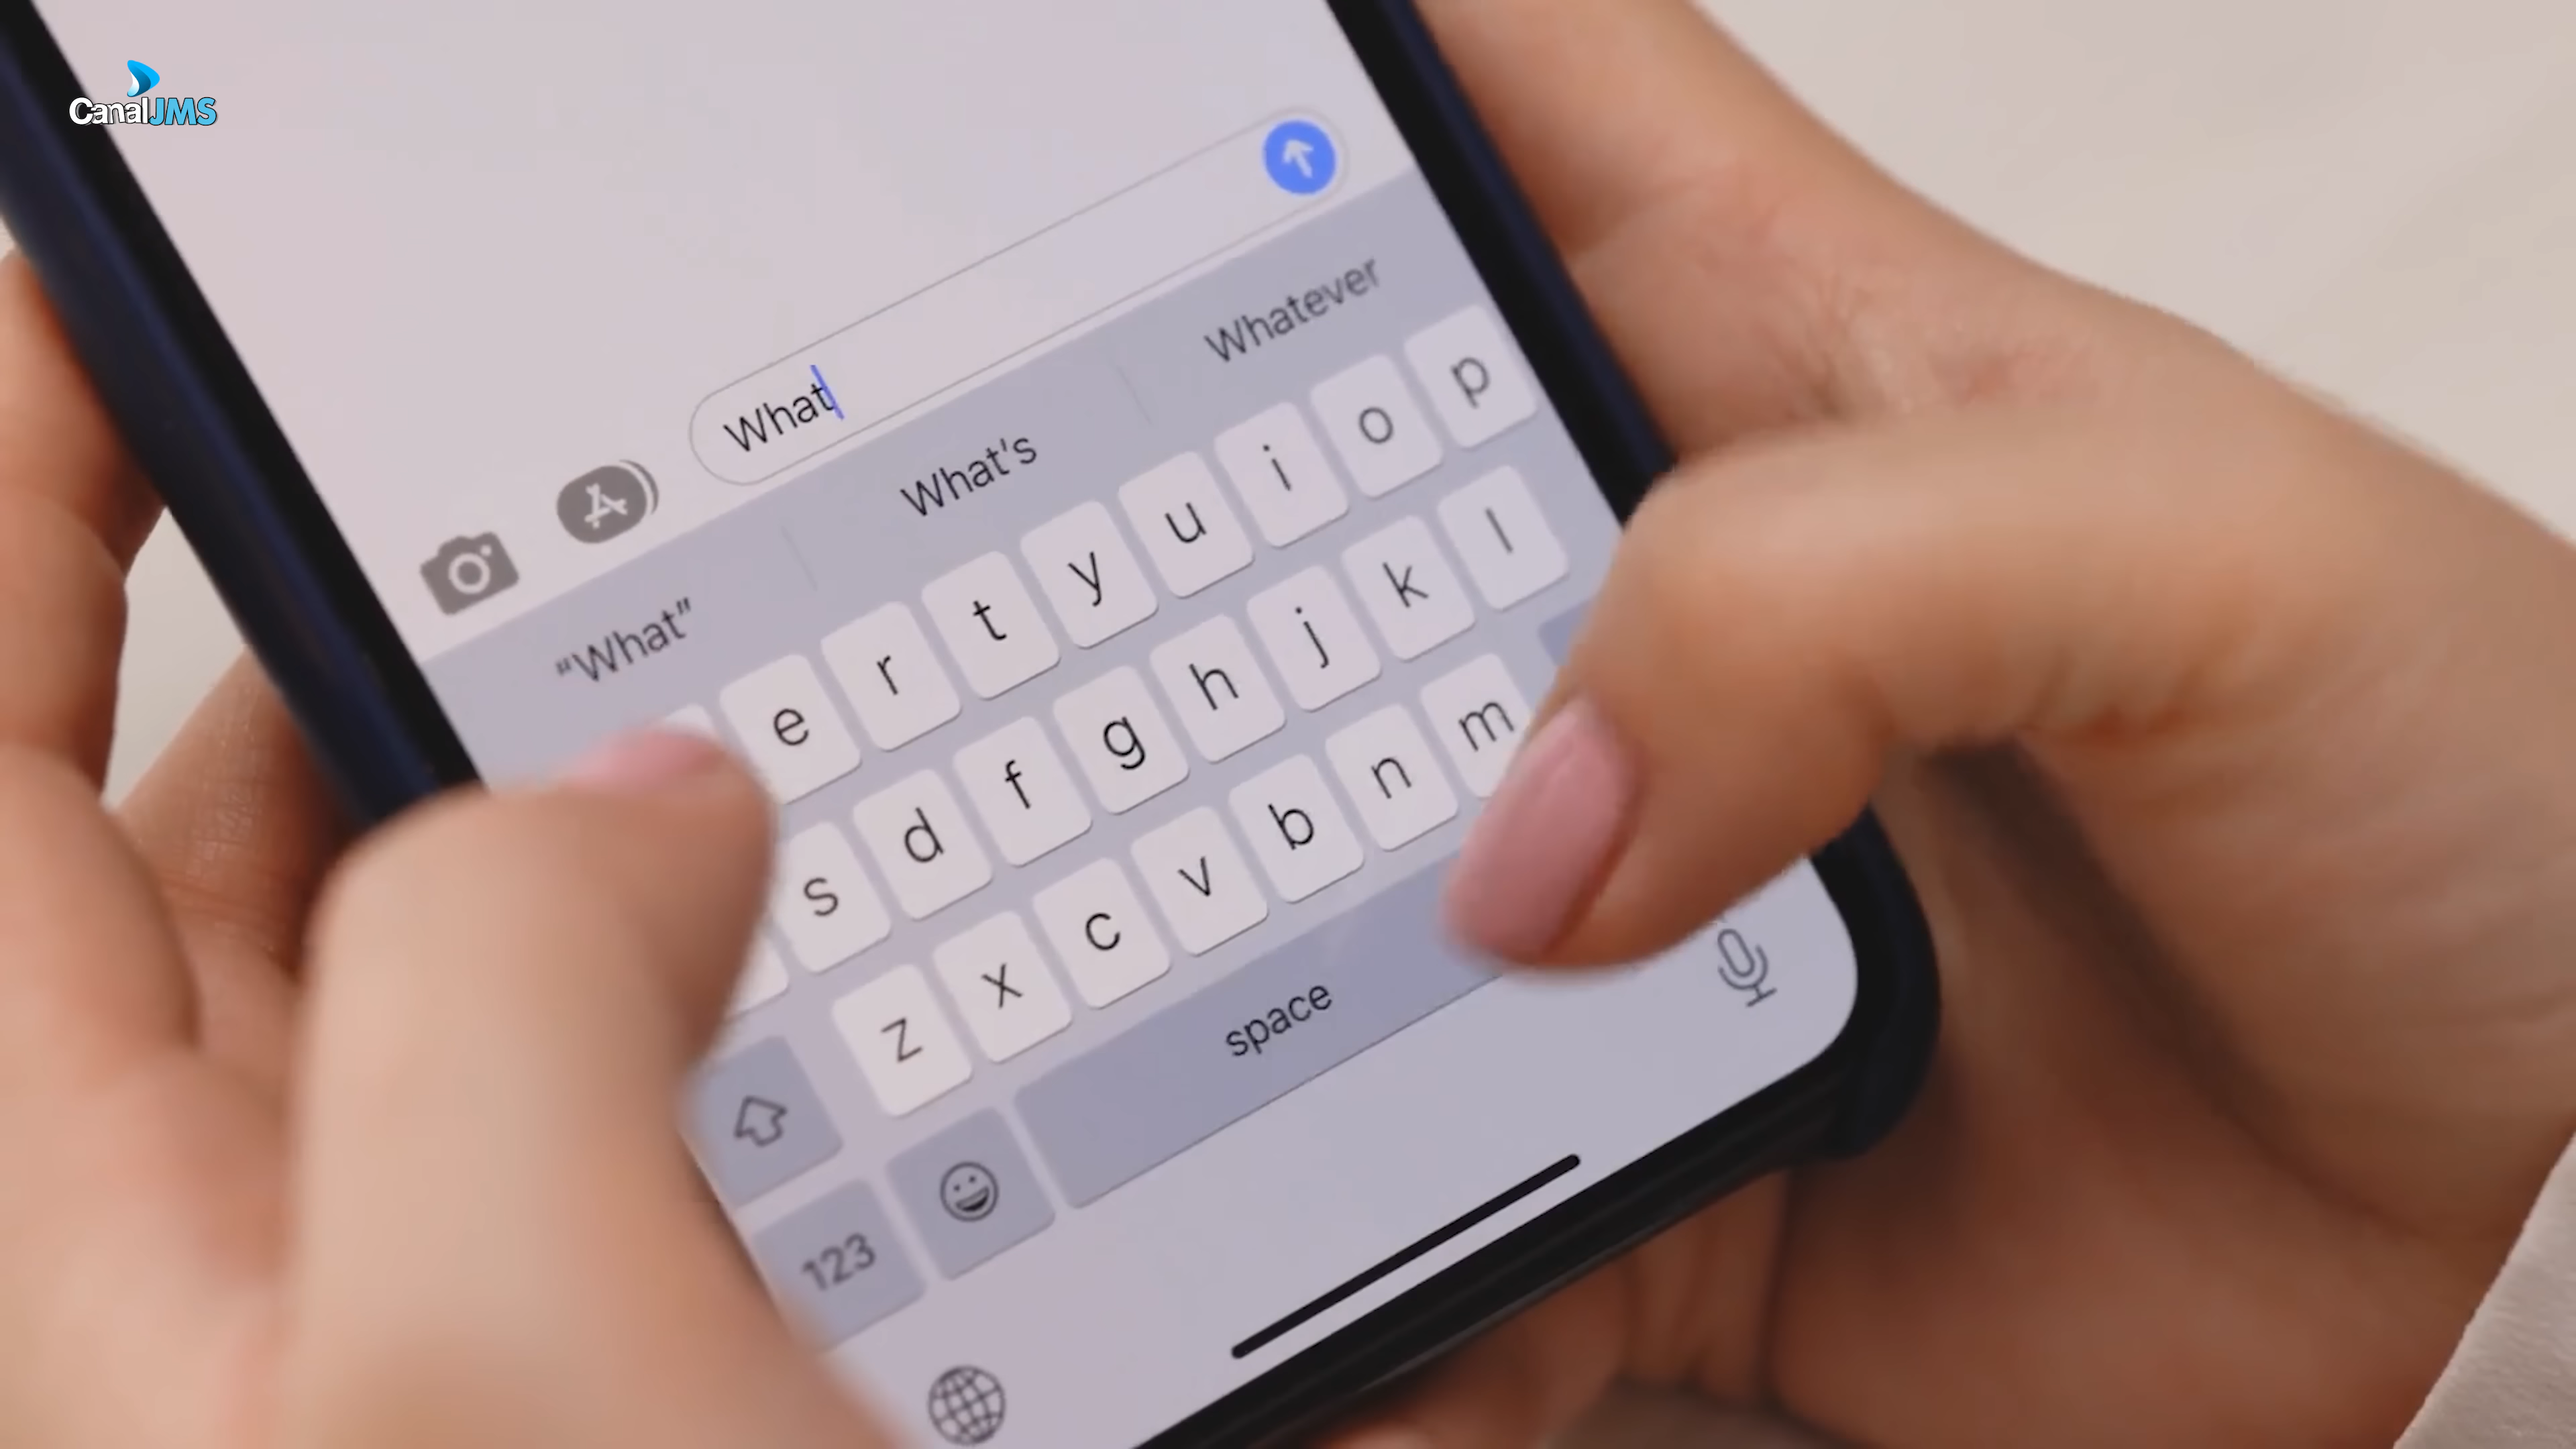 CanalJMS
What
“What” What's Whatever
e r t y u i o p
s d f g h j k l
z x c v b n m
123 space